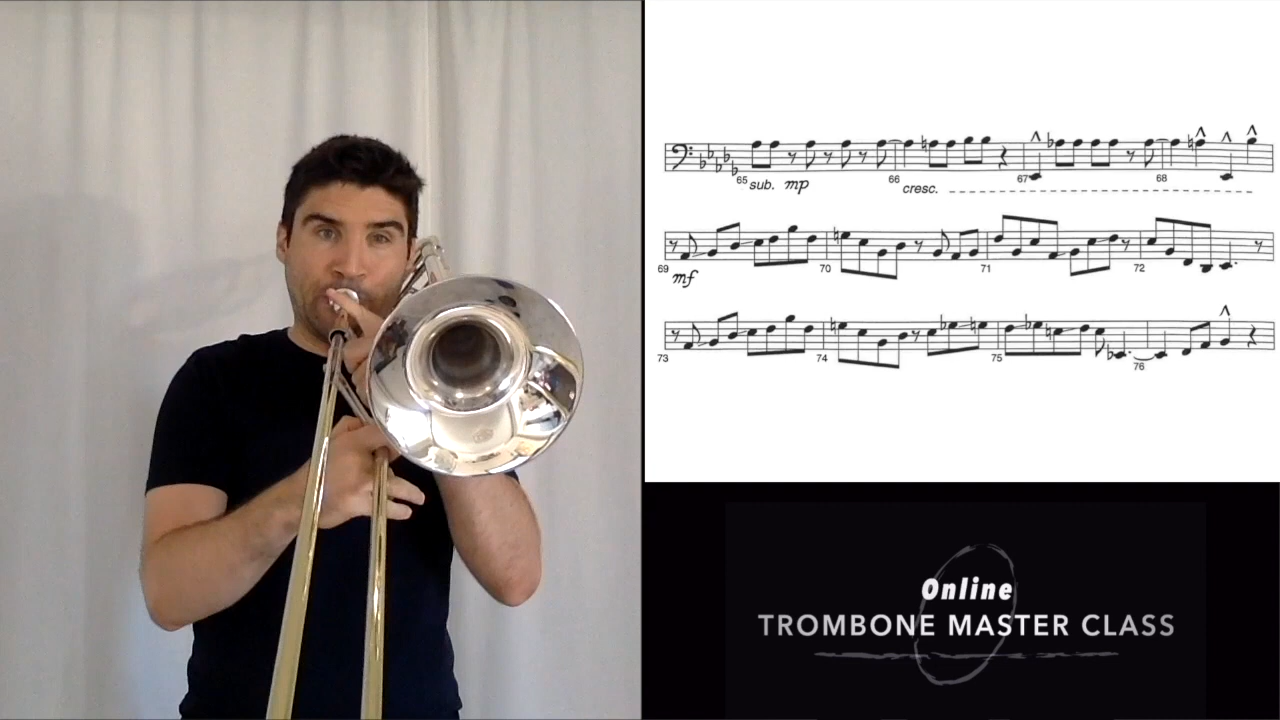 65 sub. mp 66 cresc. 67 68
69 mf 70 71 72
73 74 75 76
Online
TROMBONE MASTER CLASS